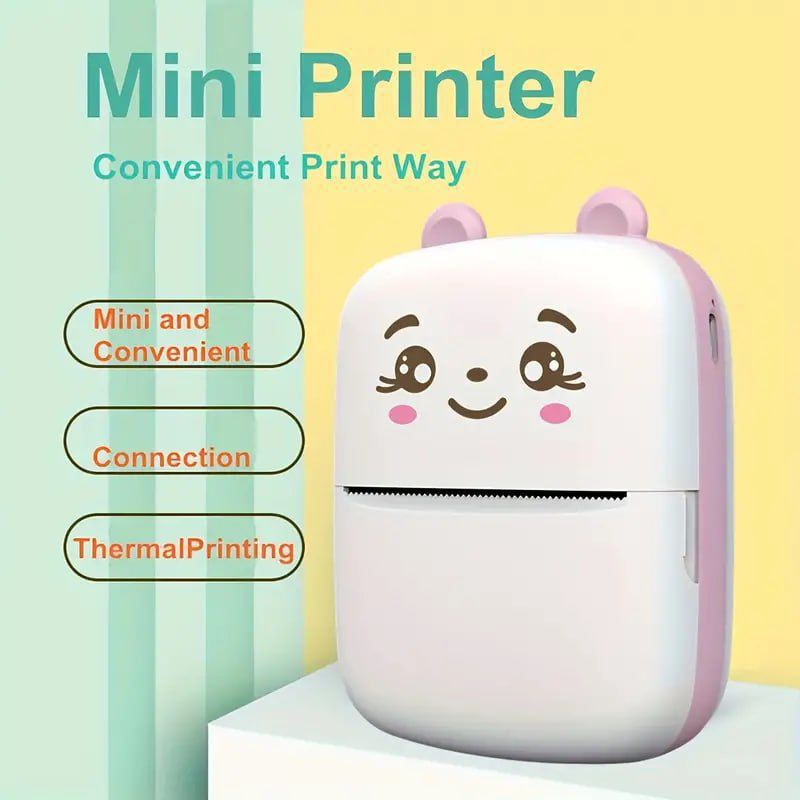 Mini Printer
Convenient Print Way
Mini and
Convenient
Connection
ThermalPrinting